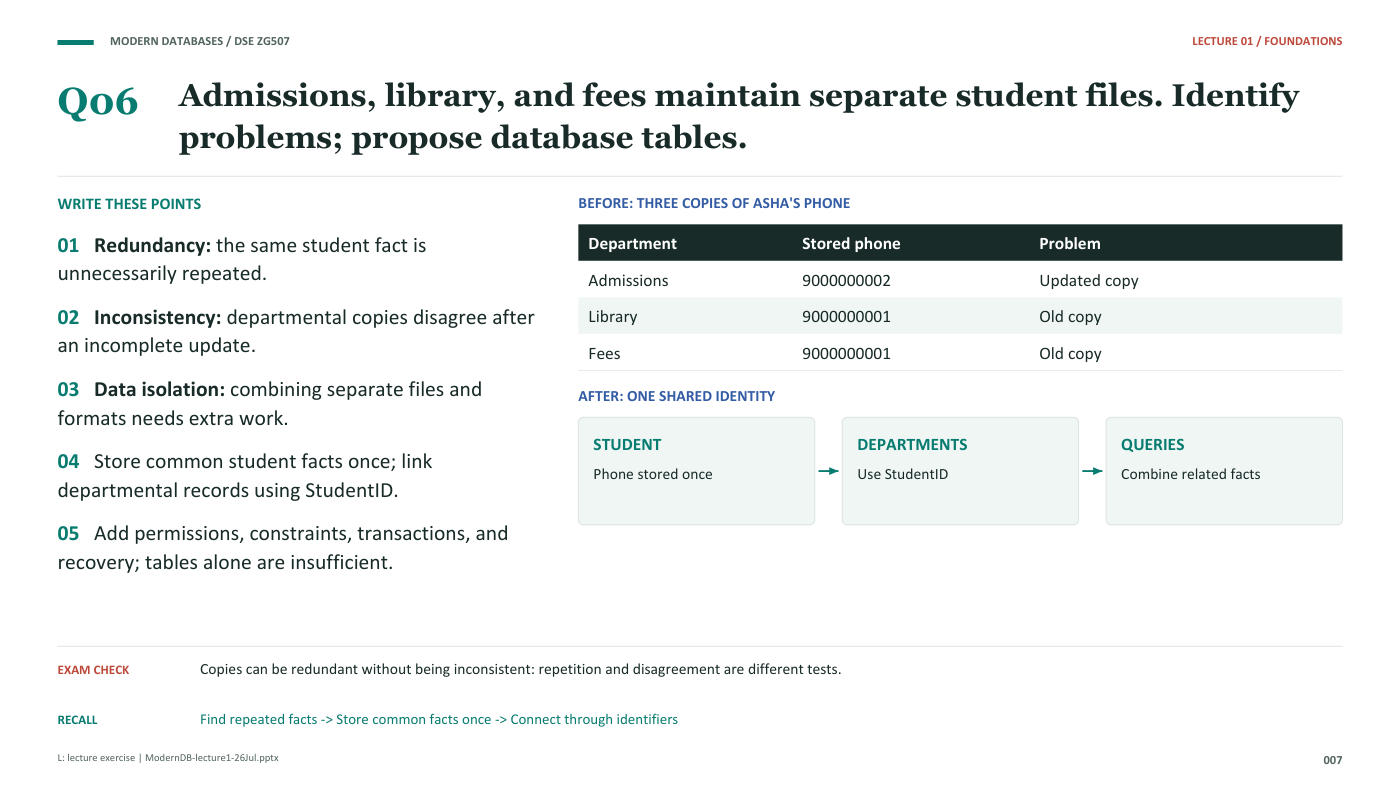 MODERN DATABASES / DSE ZG507
LECTURE 01 / FOUNDATIONS
Q06
Admissions, library, and fees maintain separate student files. Identify
problems; propose database tables.
WRITE THESE POINTS
01 Redundancy: the same student fact is
unnecessarily repeated.
02 Inconsistency: departmental copies disagree after
an incomplete update.
03 Data isolation: combining separate files and
formats needs extra work.
04 Store common student facts once; link
departmental records using StudentID.
05 Add permissions, constraints, transactions, and
recovery; tables alone are insufficient.
BEFORE: THREE COPIES OF ASHA'S PHONE
Department Stored phone Problem
Admissions 9000000002 Updated copy
Library 9000000001 Old copy
Fees 9000000001 Old copy
AFTER: ONE SHARED IDENTITY
STUDENT DEPARTMENTS QUERIES
Phone stored once Use StudentID Combine related facts
EXAM CHECK Copies can be redundant without being inconsistent: repetition and disagreement are different tests.
RECALL Find repeated facts -> Store common facts once -> Connect through identifiers
L: lecture exercise | ModernDB-lecture1-26Jul.pptx
007